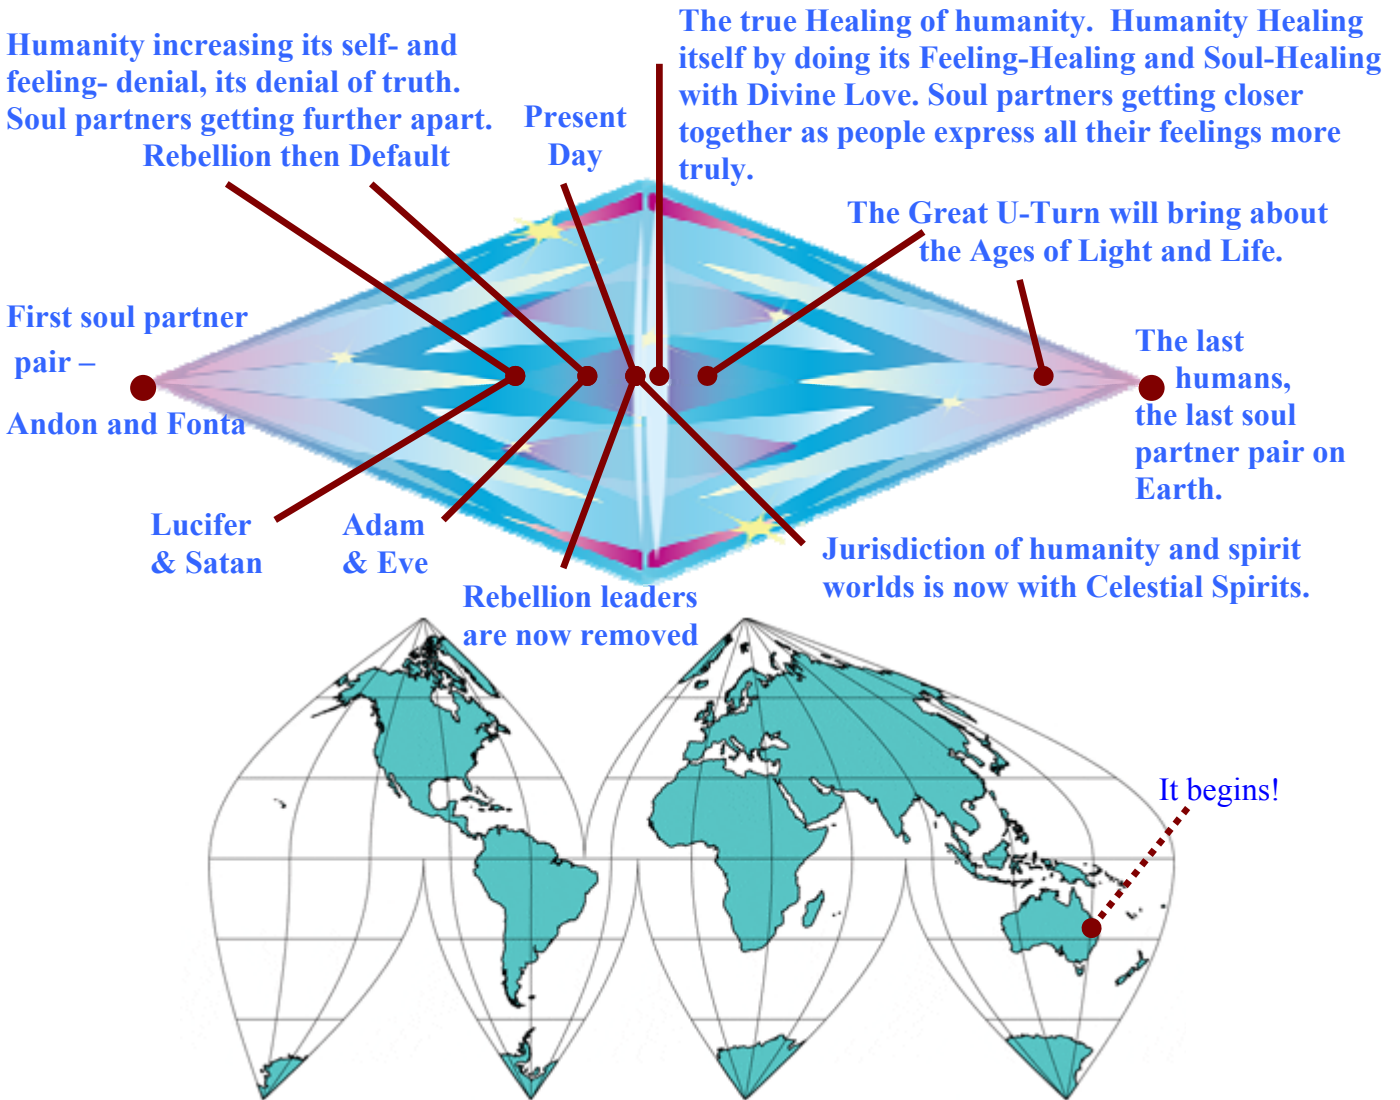 Humanity increasing its self- and
feeling- denial, its denial of truth.
Soul partners getting further apart.
Rebellion then Default
Present
Day
The true Healing of humanity.  Humanity Healing
itself by doing its Feeling-Healing and Soul-Healing
with Divine Love. Soul partners getting closer
together as people express all their feelings more
truly.
The Great U-Turn will bring about
the Ages of Light and Life.
First soul partner
pair –
Andon and Fonta
The last
humans,
the last soul
partner pair on
Earth.
Lucifer
& Satan
Adam
& Eve
Rebellion leaders
are now removed
Jurisdiction of humanity and spirit
worlds is now with Celestial Spirits.
It begins!